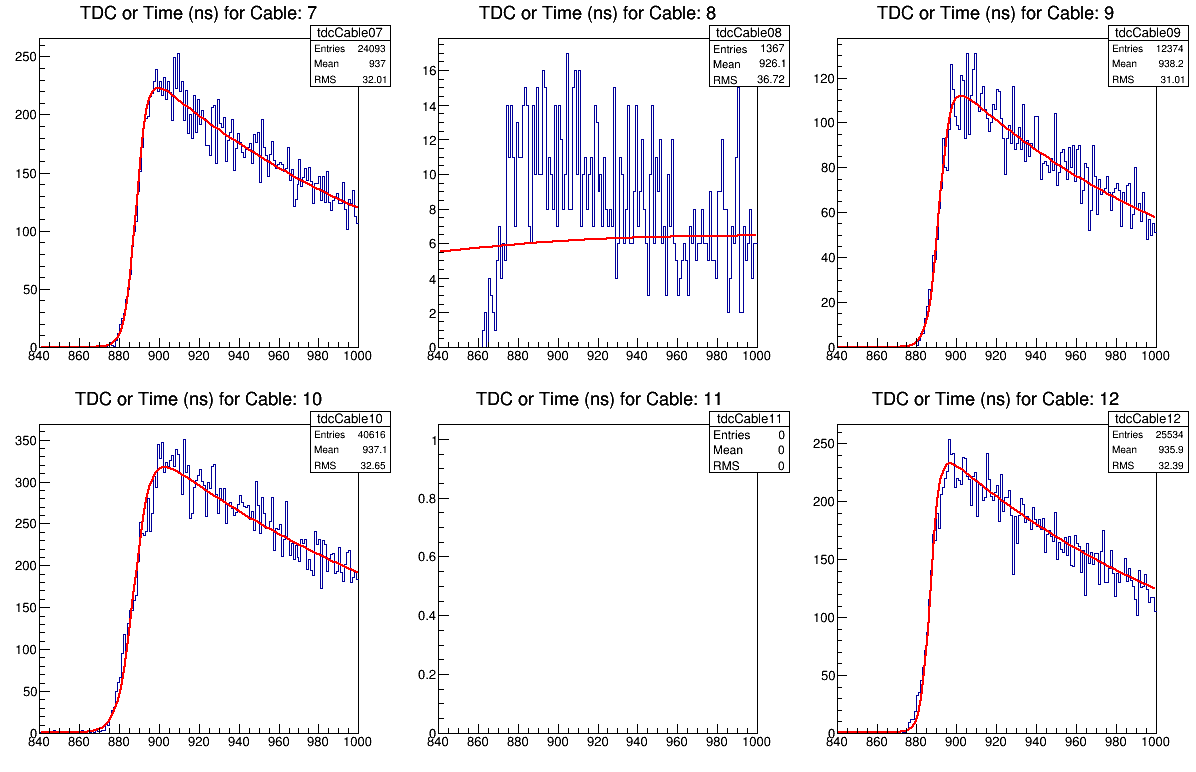 TDC or Time (ns) for Cable: 7
tdcCable07
Entries 24093
Mean 937
RMS 32.01
250
200
150
100
50
0
840 860 880 900 920 940 960 980 1000
TDC or Time (ns) for Cable: 8
tdcCable08
Entries 1367
Mean 926.1
RMS 36.72
16
14
12
10
8
6
4
2
0
840 860 880 900 920 940 960 980 1000
TDC or Time (ns) for Cable: 9
tdcCable09
Entries 12374
Mean 938.2
RMS 31.01
120
100
80
60
40
20
0
840 860 880 900 920 940 960 980 1000
TDC or Time (ns) for Cable: 10
tdcCable10
Entries 40616
Mean 937.1
RMS 32.65
350
300
250
200
150
100
50
0
840 860 880 900 920 940 960 980 1000
TDC or Time (ns) for Cable: 11
tdcCable11
Entries 0
Mean 0
RMS 0
1
0.8
0.6
0.4
0.2
0
840 860 880 900 920 940 960 980 1000
TDC or Time (ns) for Cable: 12
tdcCable12
Entries 25534
Mean 935.9
RMS 32.39
250
200
150
100
50
0
840 860 880 900 920 940 960 980 1000